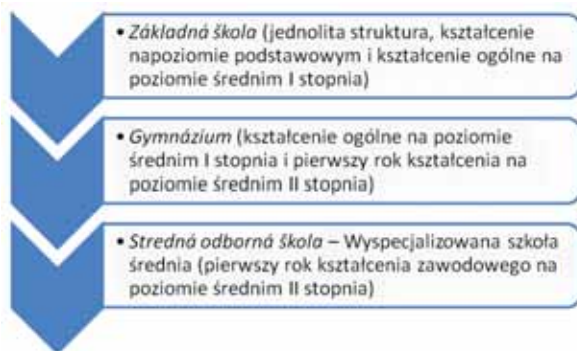 • Základná škola (jednolita struktura, kształcenie
napoziomie podstawowym i kształcenie ogólne na
poziomie średnim I stopnia)
• Gymnázium (kształcenie ogólne na poziomie
średnim I stopnia i pierwszy rok kształcenia na
poziomie średnim II stopnia)
• Stredná odborná škola – Wyspecjalizowana szkoła
średnia (pierwszy rok kształcenia zawodowego na
poziomie średnim II stopnia)